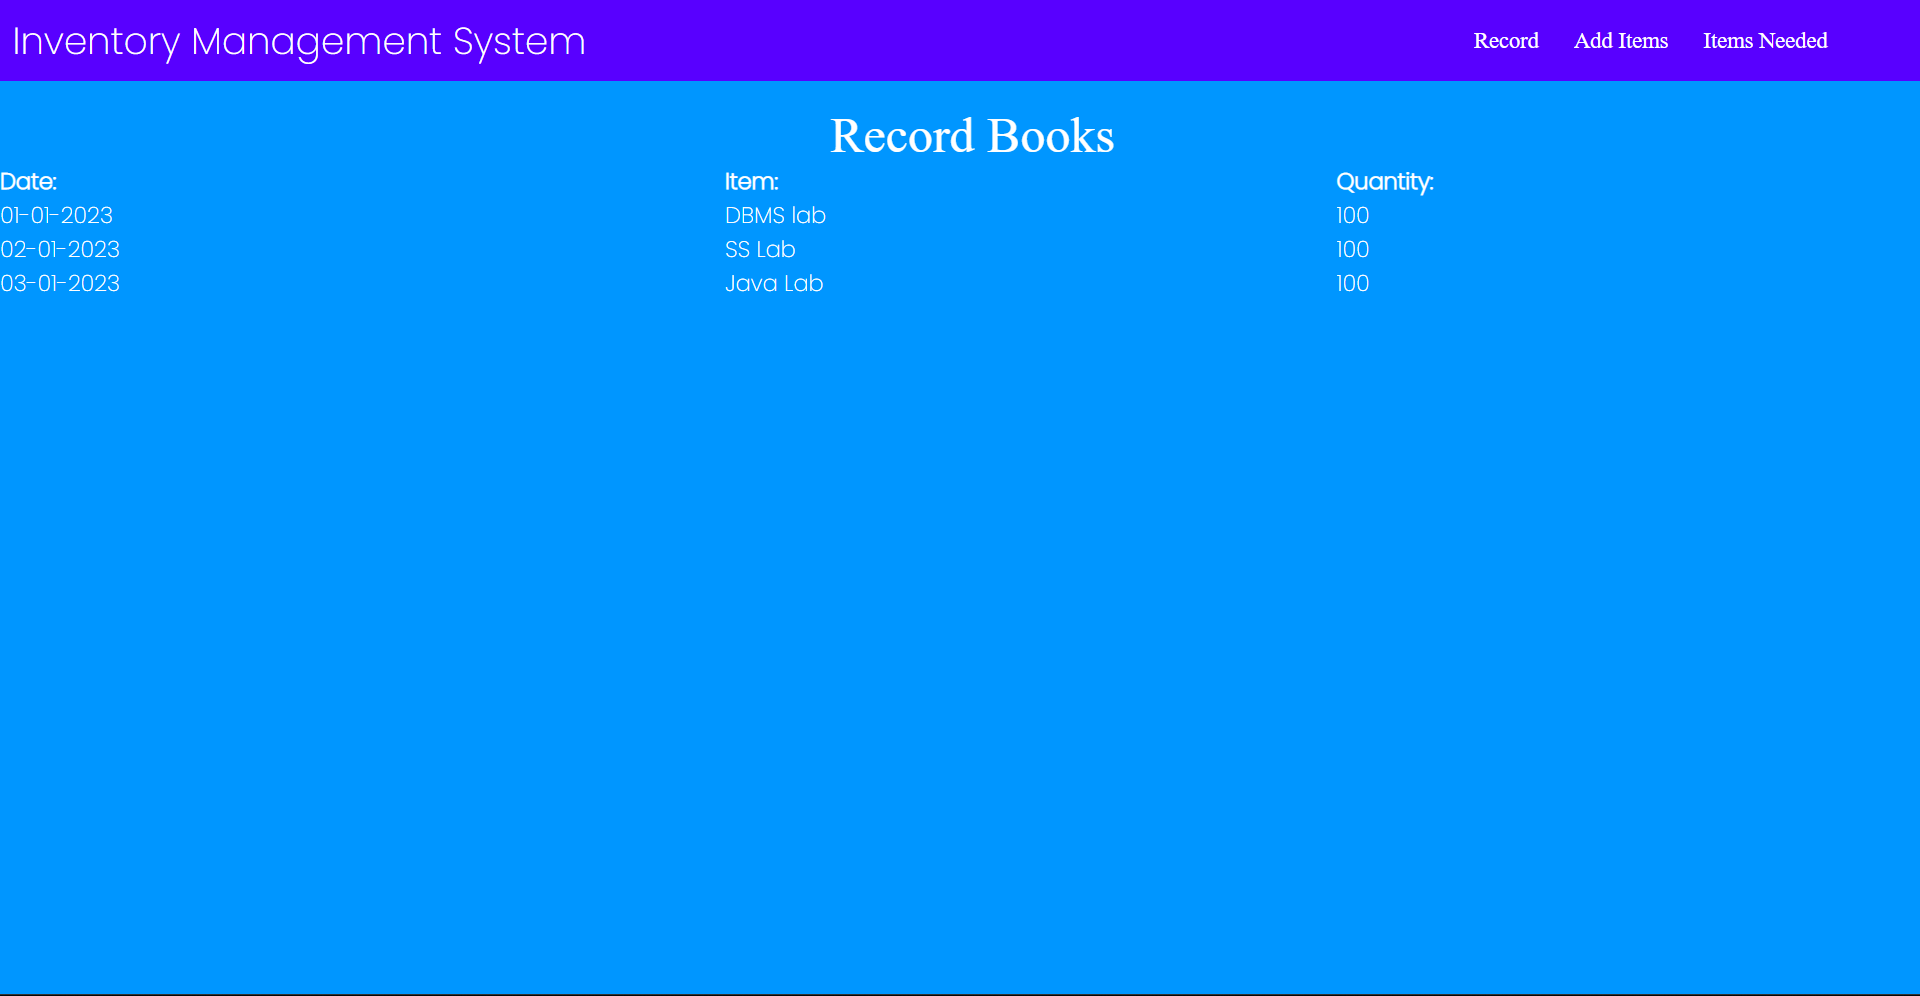 Inventory Management System Record Add Items Items Needed
Record Books
Date: Item: Quantity:
01-01-2023 DBMS lab 100
02-01-2023 SS Lab 100
03-01-2023 Java Lab 100